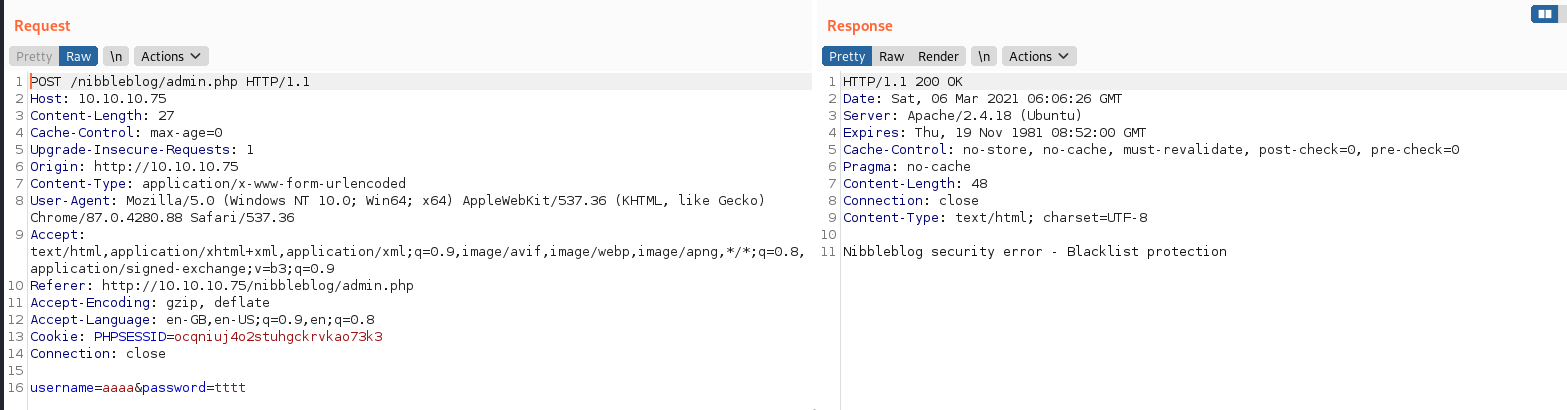 Request
Pretty Raw \n Actions
1 POST /nibbleblog/admin.php HTTP/1.1
2 Host: 10.10.10.75
3 Content-Length: 27
4 Cache-Control: max-age=0
5 Upgrade-Insecure-Requests: 1
6 Origin: http://10.10.10.75
7 Content-Type: application/x-www-form-urlencoded
8 User-Agent: Mozilla/5.0 (Windows NT 10.0; Win64; x64) AppleWebKit/537.36 (KHTML, like Gecko)
Chrome/87.0.4280.88 Safari/537.36
9 Accept:
text/html,application/xhtml+xml,application/xml;q=0.9,image/avif,image/webp,image/apng,*/*;q=0.8,
application/signed-exchange;v=b3;q=0.9
10 Referer: http://10.10.10.75/nibbleblog/admin.php
11 Accept-Encoding: gzip, deflate
12 Accept-Language: en-GB,en-US;q=0.9,en;q=0.8
13 Cookie: PHPSESSID=ocqniuj4o2stuhgckrvkao73k3
14 Connection: close
15
16 username=aaaa&password=tttt
Response
Pretty Raw Render \n Actions
1 HTTP/1.1 200 OK
2 Date: Sat, 06 Mar 2021 06:06:26 GMT
3 Server: Apache/2.4.18 (Ubuntu)
4 Expires: Thu, 19 Nov 1981 08:52:00 GMT
5 Cache-Control: no-store, no-cache, must-revalidate, post-check=0, pre-check=0
6 Pragma: no-cache
7 Content-Length: 48
8 Connection: close
9 Content-Type: text/html; charset=UTF-8
10
11 Nibbleblog security error - Blacklist protection